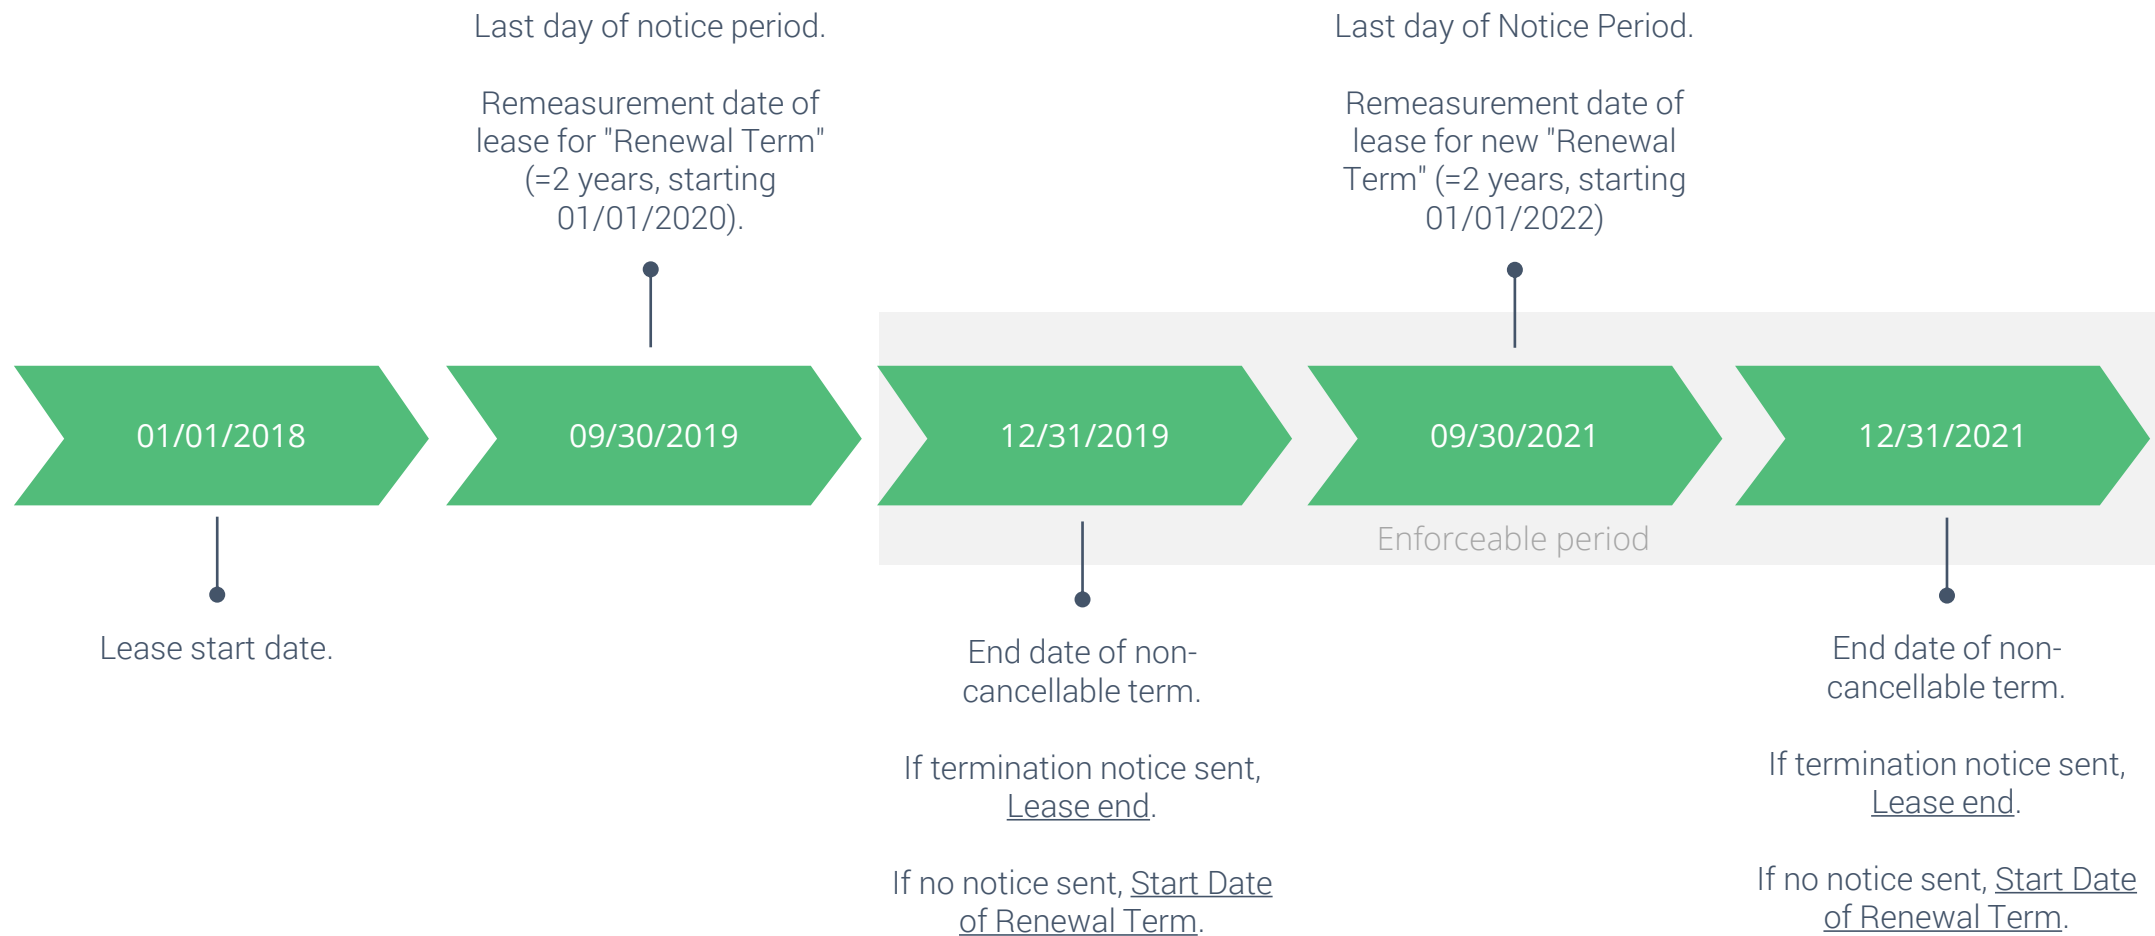 Last day of notice period.
Remeasurement date of
lease for "Renewal Term"
(=2 years, starting
01/01/2020).
Last day of Notice Period.
Remeasurement date of
lease for new "Renewal
Term" (=2 years, starting
01/01/2022)
01/01/2018
09/30/2019
12/31/2019
09/30/2021
12/31/2021
Enforceable period
Lease start date.
End date of non-
cancellable term.
If termination notice sent,
Lease end.
If no notice sent, Start Date
of Renewal Term.
End date of non-
cancellable term.
If termination notice sent,
Lease end.
If no notice sent, Start Date
of Renewal Term.